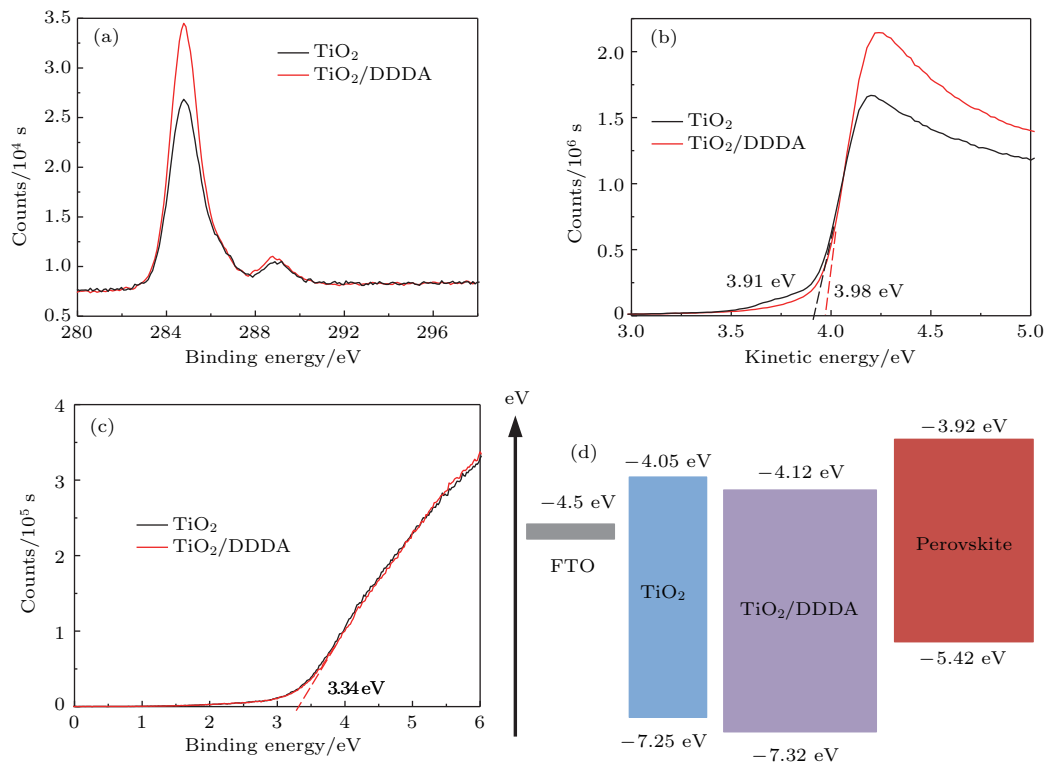 (a)
TiO₂
TiO₂/DDDA
Counts/10⁴ s
3.5
3.0
2.5
2.0
1.5
1.0
0.5
280
284
288
292
296
Binding energy/eV
(b)
TiO₂
TiO₂/DDDA
Counts/10⁶ s
2.0
1.5
1.0
0.5
0
3.91 eV
3.98 eV
3.0
3.5
4.0
4.5
5.0
Kinetic energy/eV
(c)
TiO₂
TiO₂/DDDA
Counts/10⁵ s
4
3
2
1
0
3.34 eV
0
1
2
3
4
5
6
Binding energy/eV
eV
(d)
−4.5 eV
FTO
−4.05 eV
TiO₂
−7.25 eV
−4.12 eV
TiO₂/DDDA
−7.32 eV
−3.92 eV
Perovskite
−5.42 eV